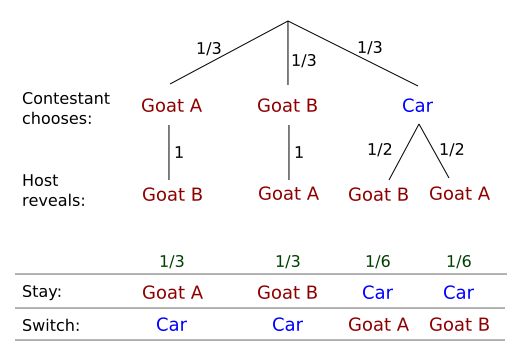 1/3 1/3 1/3
Contestant
chooses:
Goat A Goat B Car
1 1 1/2 1/2
Host
reveals:
Goat B Goat A Goat B Goat A
1/3 1/3 1/6 1/6
Stay: Goat A Goat B Car Car
Switch: Car Car Goat A Goat B